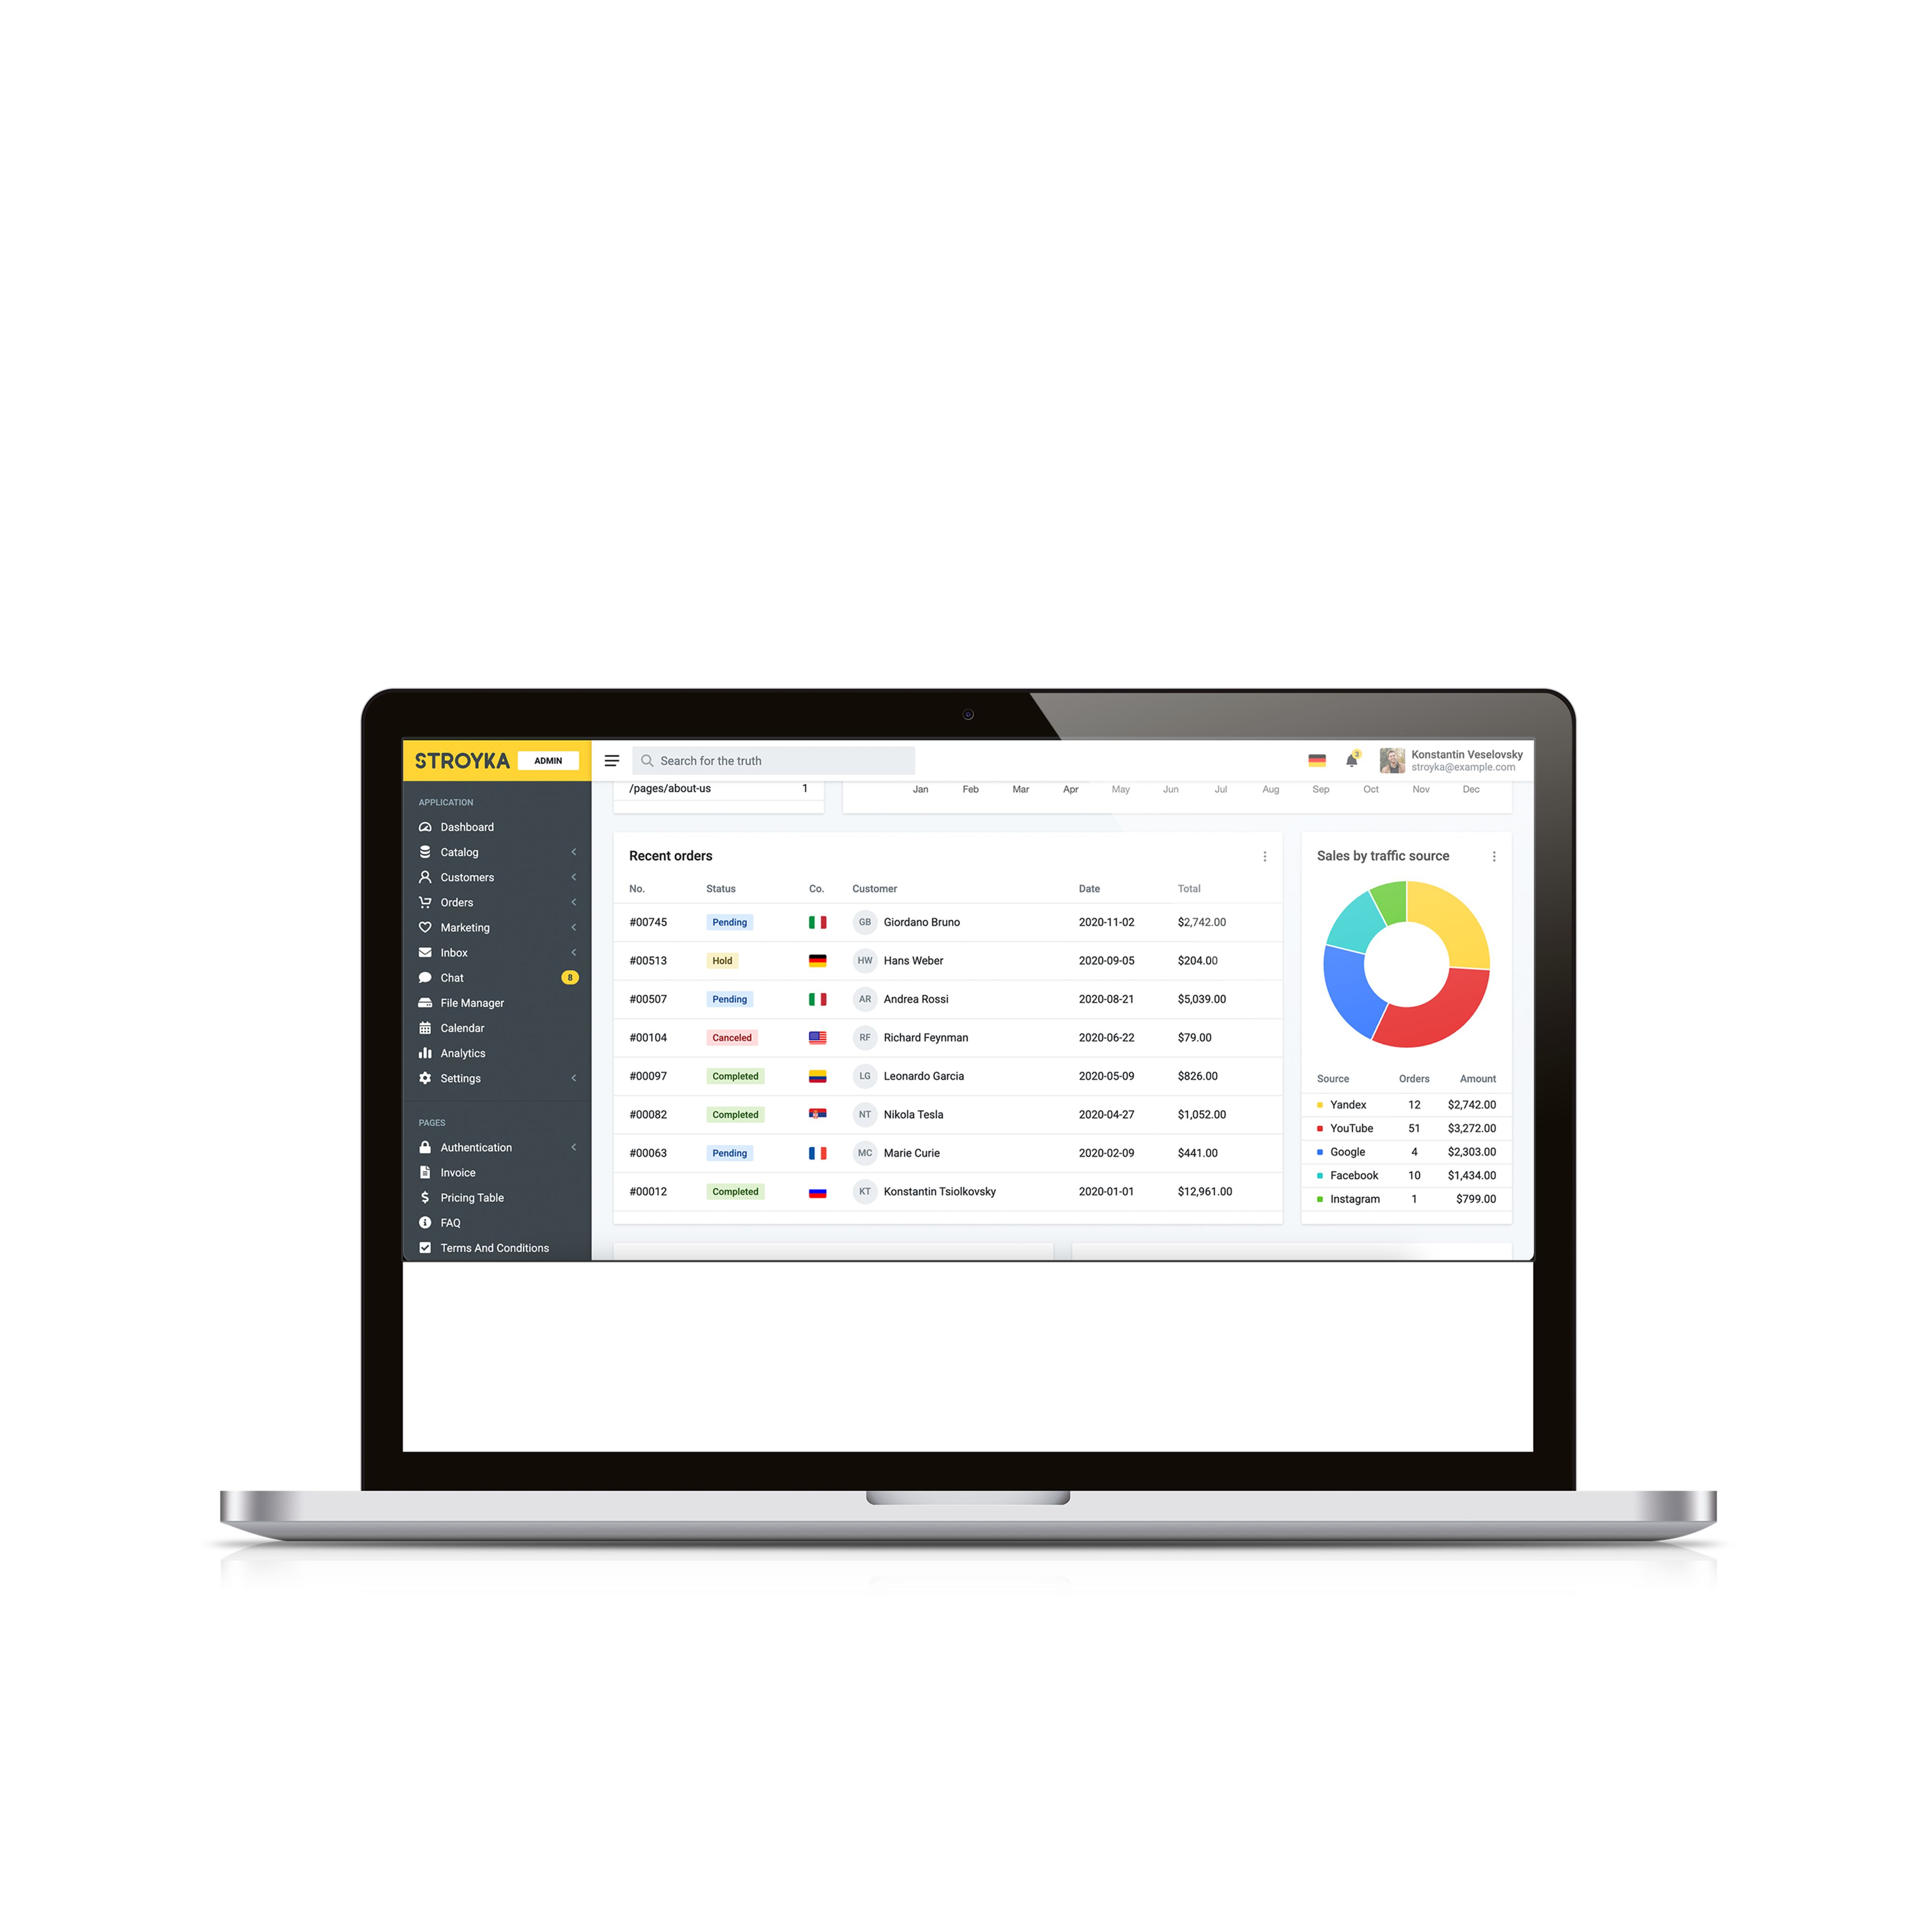 STROYKA ADMIN
Search for the truth
3
Konstantin Veselovsky
stroyka@example.com
APPLICATION
Dashboard
Catalog
Customers
Orders
Marketing
Inbox
Chat 8
File Manager
Calendar
Analytics
Settings
PAGES
Authentication
Invoice
Pricing Table
FAQ
Terms And Conditions
/pages/about-us 1
Jan Feb Mar Apr May Jun Jul Aug Sep Oct Nov Dec
Recent orders
No. Status Co. Customer Date Total
#00745 Pending GB Giordano Bruno 2020-11-02 $2,742.00
#00513 Hold HW Hans Weber 2020-09-05 $204.00
#00507 Pending AR Andrea Rossi 2020-08-21 $5,039.00
#00104 Canceled RF Richard Feynman 2020-06-22 $79.00
#00097 Completed LG Leonardo Garcia 2020-05-09 $826.00
#00082 Completed NT Nikola Tesla 2020-04-27 $1,052.00
#00063 Pending MC Marie Curie 2020-02-09 $441.00
#00012 Completed KT Konstantin Tsiolkovsky 2020-01-01 $12,961.00
Sales by traffic source
Source Orders Amount
Yandex 12 $2,742.00
YouTube 51 $3,272.00
Google 4 $2,303.00
Facebook 10 $1,434.00
Instagram 1 $799.00